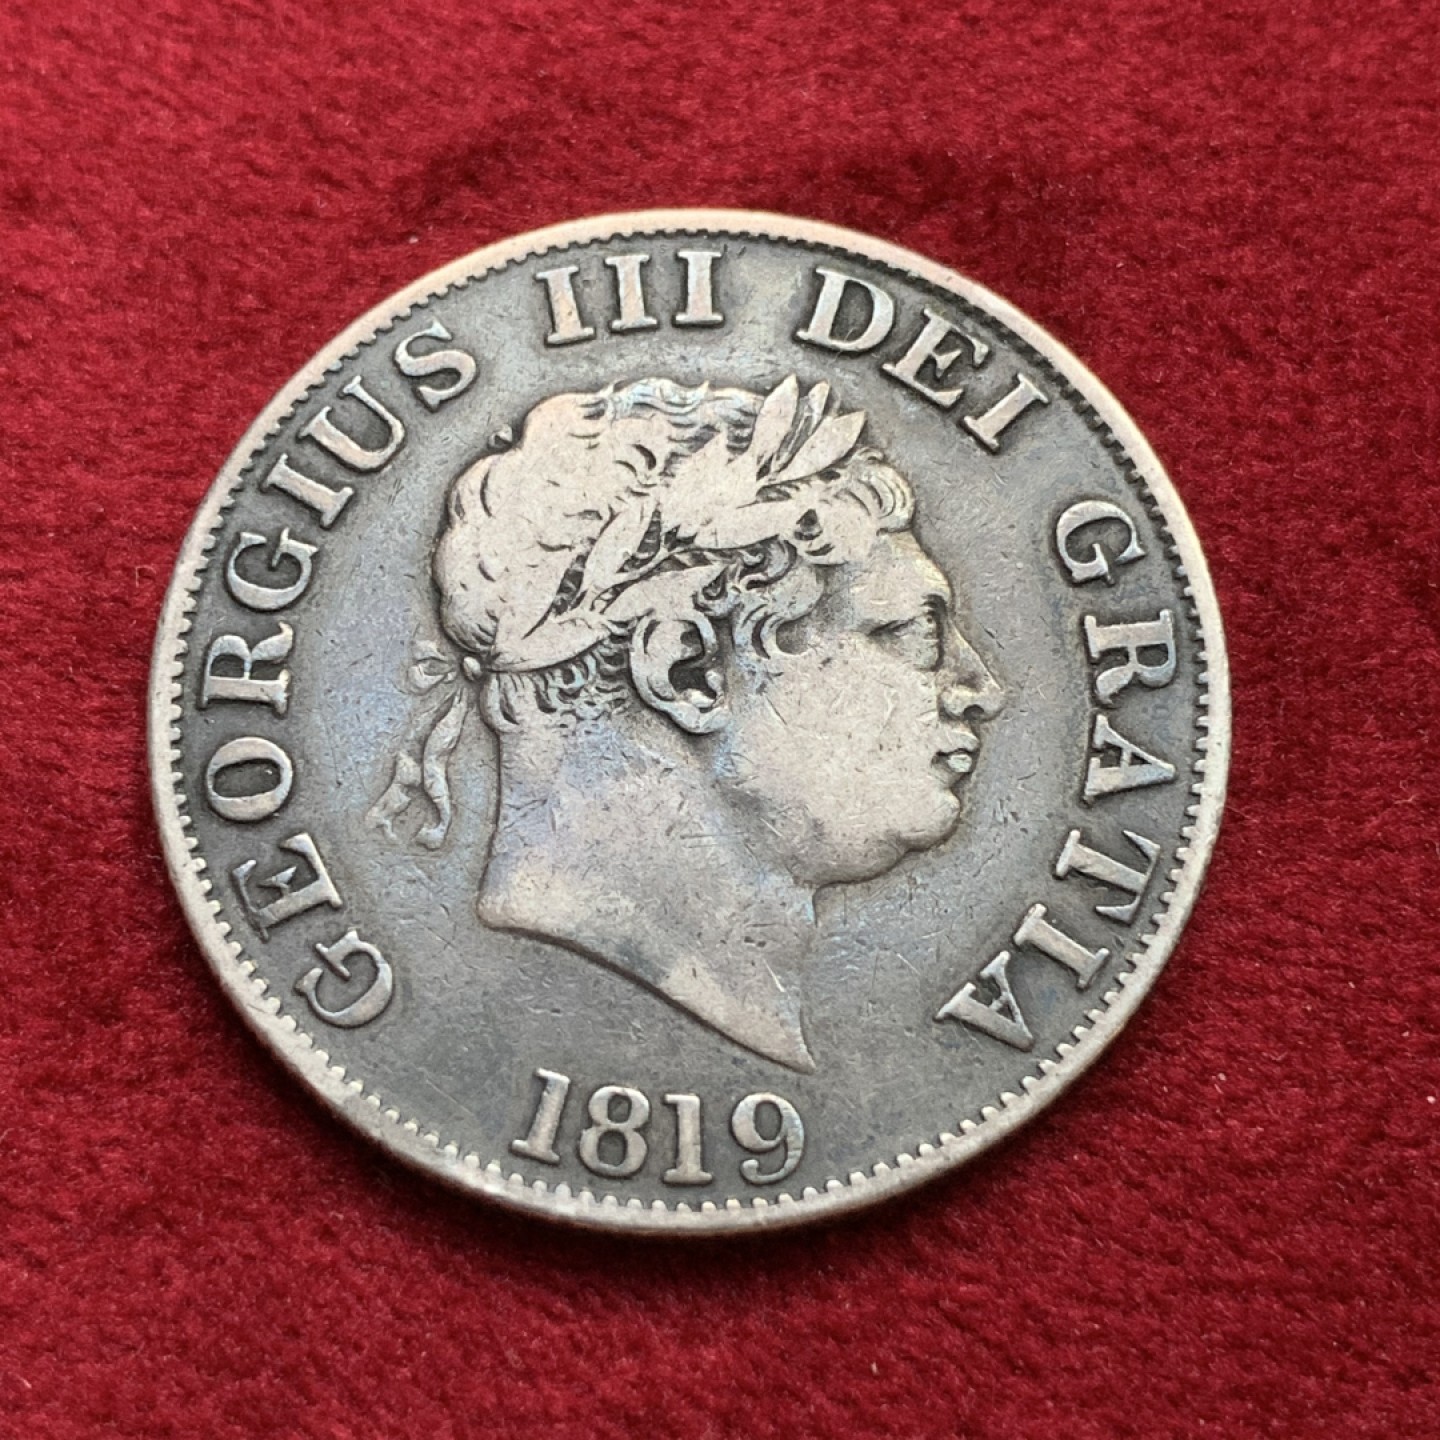 GEORGIUS III DEI GRATIA
1819